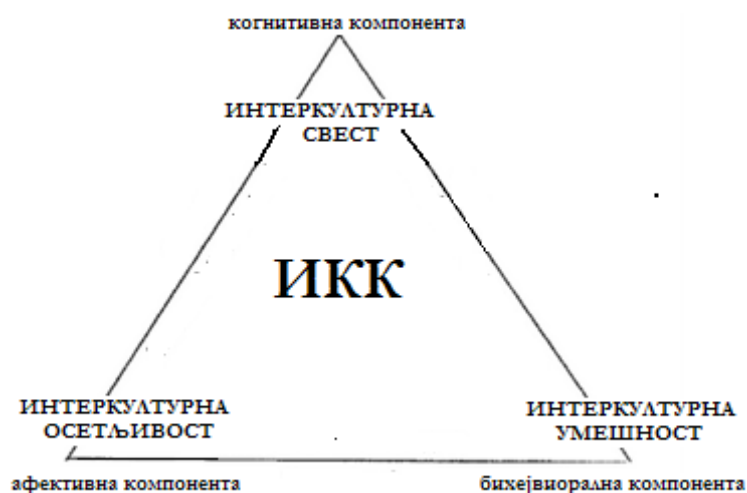 когнитивна компонента
ИНТЕРКУЛТУРНА
СВЕСТ
ИКК
ИНТЕРКУЛТУРНА
ОСЕТЉИВОСТ
ИНТЕРКУЛТУРНА
УМЕШНОСТ
афективна компонента
бихејвиорална компонента